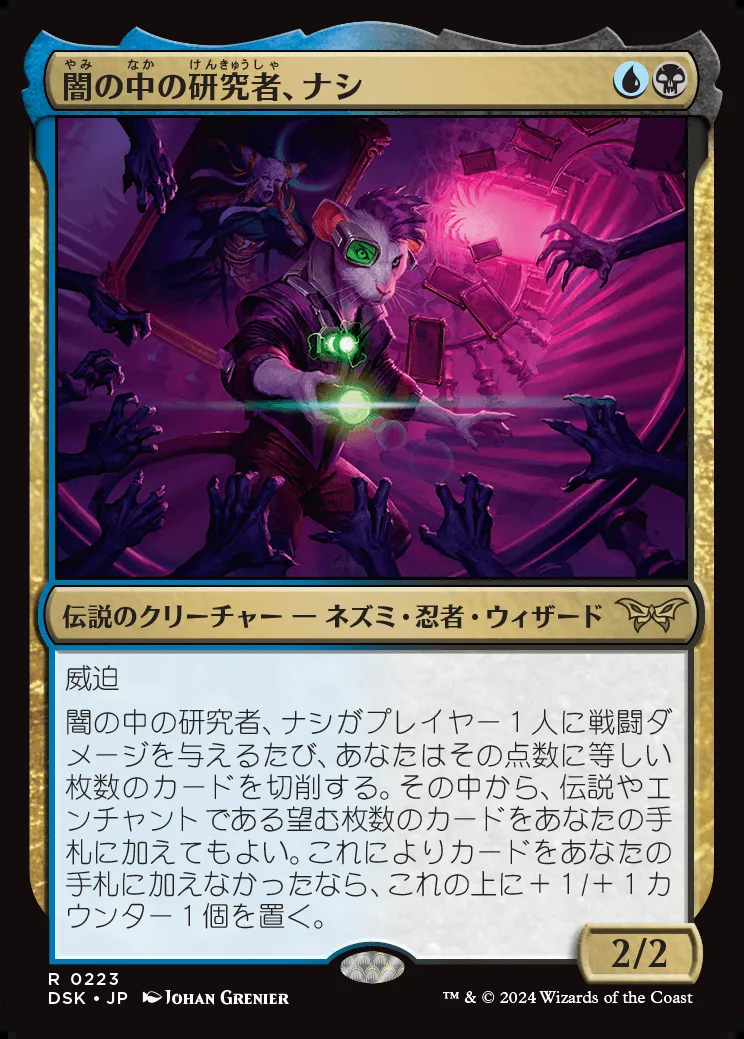 やみ なか けんきゅうしゃ
闇の中の研究者、ナシ
伝説のクリーチャー — ネズミ・忍者・ウィザード
威迫
闇の中の研究者、ナシがプレイヤー1人に戦闘ダ
メージを与えるたび、あなたはその点数に等しい
枚数のカードを切削する。その中から、伝説やエ
ンチャントである望む枚数のカードをあなたの手
札に加えてもよい。これによりカードをあなたの
手札に加えなかったなら、これの上に+1/+1カ
ウンター1個を置く。
2/2
R 0223
DSK • JP Johan Grenier
™ & © 2024 Wizards of the Coast